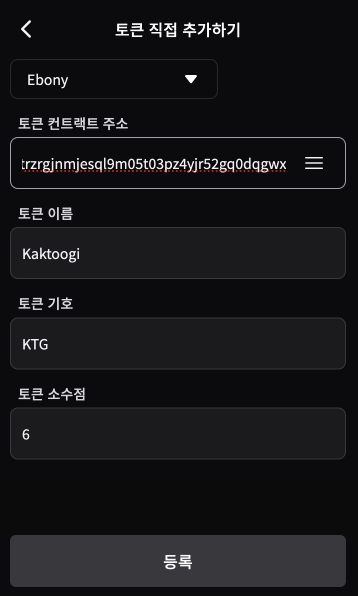 토큰 직접 추가하기
Ebony
토큰 컨트랙트 주소
trzrgjnmjesql9m05t03pz4yjr52gq0dqgwx
토큰 이름
Kaktoogi
토큰 기호
KTG
토큰 소수점
6
등록